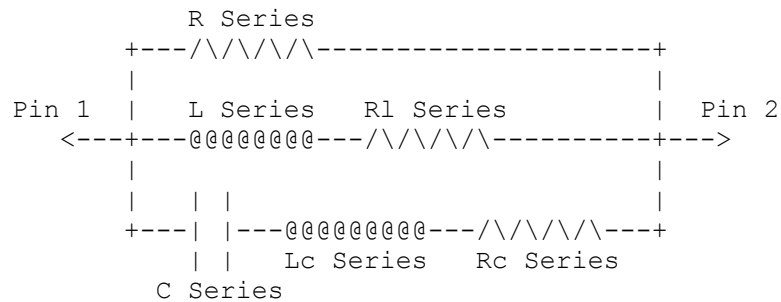 R Series
Pin 1 L Series Rl Series Pin 2
Lc Series Rc Series
C Series